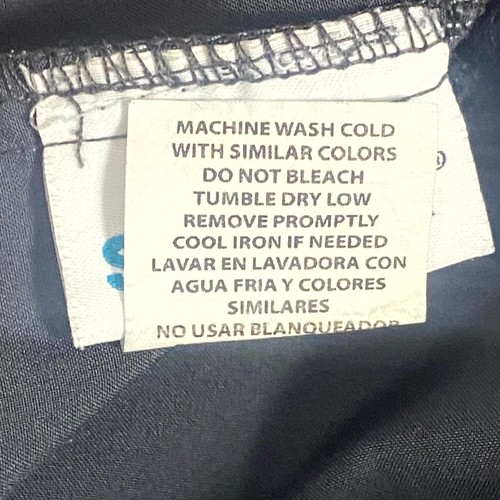 MACHINE WASH COLD
WITH SIMILAR COLORS
DO NOT BLEACH
TUMBLE DRY LOW
REMOVE PROMPTLY
COOL IRON IF NEEDED
LAVAR EN LAVADORA CON
AGUA FRIA Y COLORES
SIMILARES
NO USAR BLANQUEADOR
®